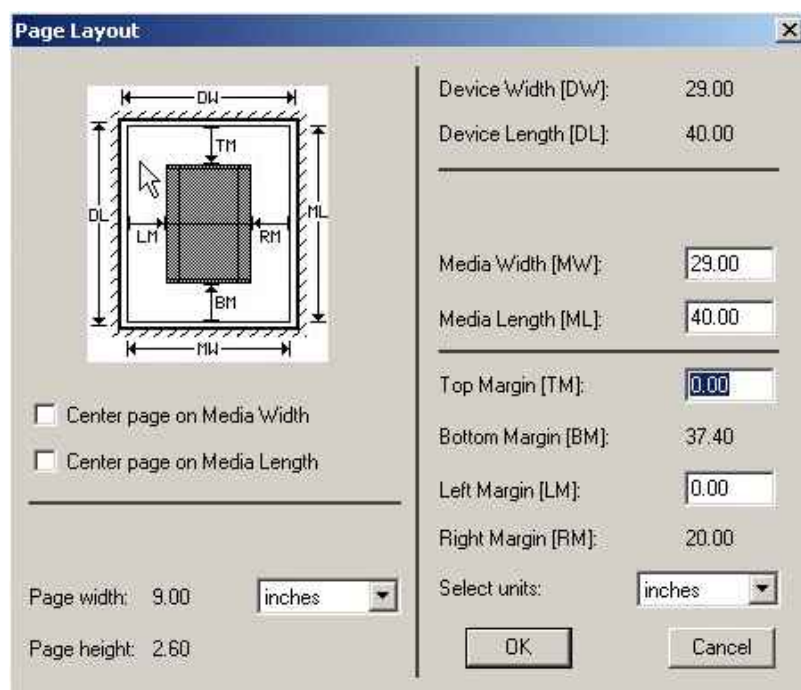 Page Layout
DW
TM
DL
ML
LM
RM
BM
MW
Center page on Media Width
Center page on Media Length
Page width: 9.00 inches
Page height: 2.60
Device Width [DW]: 29.00
Device Length [DL]: 40.00
Media Width [MW]: 29.00
Media Length [ML]: 40.00
Top Margin [TM]: 0.00
Bottom Margin [BM]: 37.40
Left Margin [LM]: 0.00
Right Margin [RM]: 20.00
Select units: inches
OK Cancel